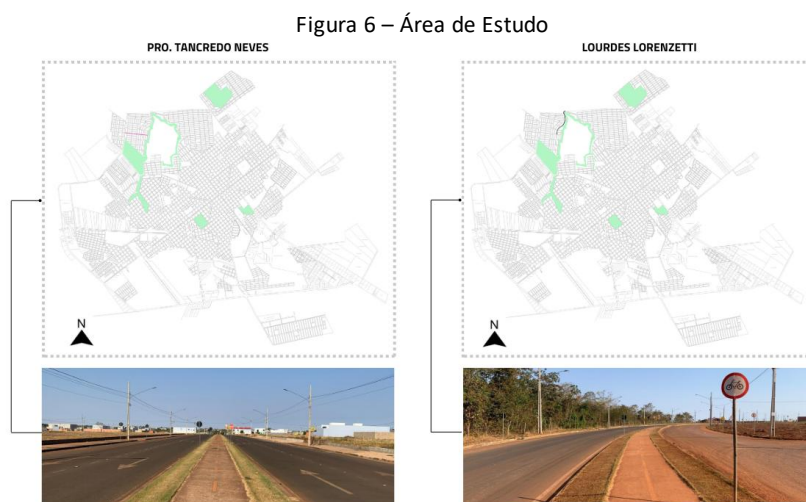 Figura 6 – Área de Estudo
PRO. TANCREDO NEVES
LOURDES LORENZETTI
N
N